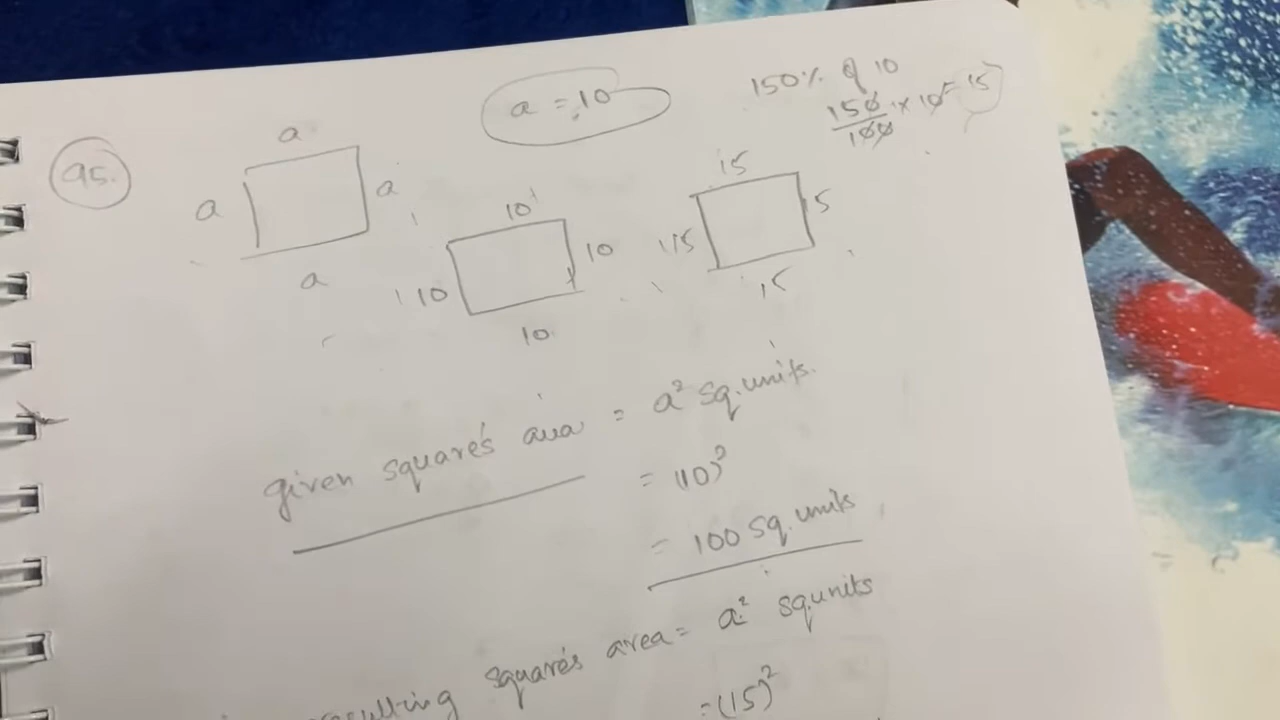 95.
a
a
a
a
a = 10
150% of 10
150/100 × 10 = 15
10
10
10
10
15
15
15
15
given square's area = a² sq.units.
= (10)²
= 100 sq.units
square's area = a² sq.units
= (15)²